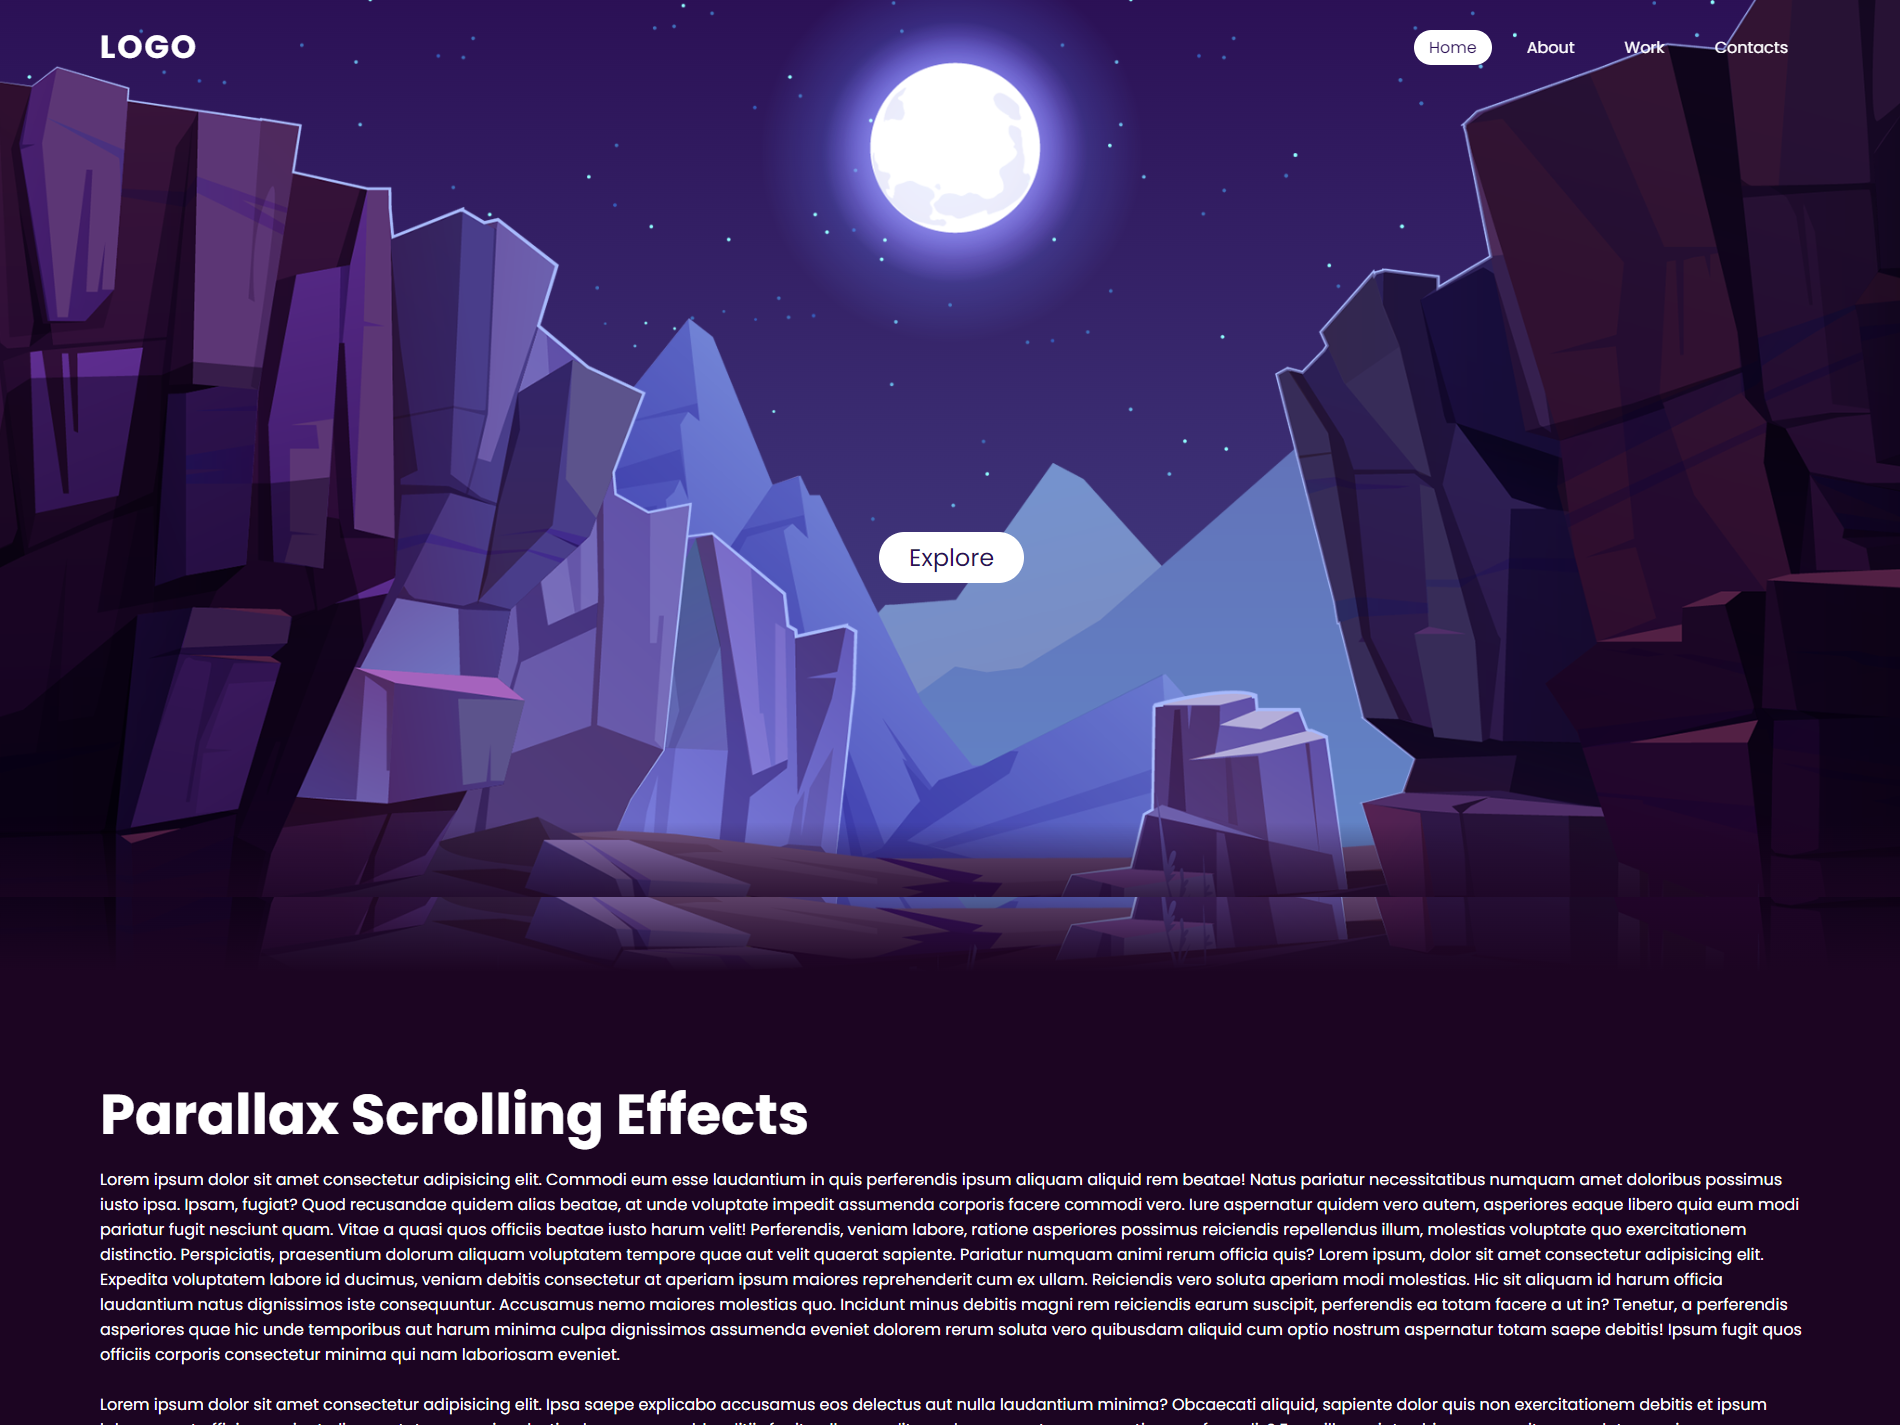 LOGO
Home About Work Contacts
Explore
Parallax Scrolling Effects
Lorem ipsum dolor sit amet consectetur adipisicing elit. Commodi eum esse laudantium in quis perferendis ipsum aliquam aliquid rem beatae! Natus pariatur necessitatibus numquam amet doloribus possimus
iusto ipsa. Ipsam, fugiat? Quod recusandae quidem alias beatae, at unde voluptate impedit assumenda corporis facere commodi vero. Iure aspernatur quidem vero autem, asperiores eaque libero quia eum modi
pariatur fugit nesciunt quam. Vitae a quasi quos officiis beatae iusto harum velit! Perferendis, veniam labore, ratione asperiores possimus reiciendis repellendus illum, molestias voluptate quo exercitationem
distinctio. Perspiciatis, praesentium dolorum aliquam voluptatem tempore quae aut velit quaerat sapiente. Pariatur numquam animi rerum officia quis? Lorem ipsum, dolor sit amet consectetur adipisicing elit.
Expedita voluptatem labore id ducimus, veniam debitis consectetur at aperiam ipsum maiores reprehenderit cum ex ullam. Reiciendis vero soluta aperiam modi molestias. Hic sit aliquam id harum officia
laudantium natus dignissimos iste consequuntur. Accusamus nemo maiores molestias quo. Incidunt minus debitis magni rem reiciendis earum suscipit, perferendis ea totam facere a ut in? Tenetur, a perferendis
asperiores quae hic unde temporibus aut harum minima culpa dignissimos assumenda eveniet dolorem rerum soluta vero quibusdam aliquid cum optio nostrum aspernatur totam saepe debitis! Ipsum fugit quos
officiis corporis consectetur minima qui nam laboriosam eveniet.
Lorem ipsum dolor sit amet consectetur adipisicing elit. Ipsa saepe explicabo accusamus eos delectus aut nulla laudantium minima? Obcaecati aliquid, sapiente dolor quis non exercitationem debitis et ipsum